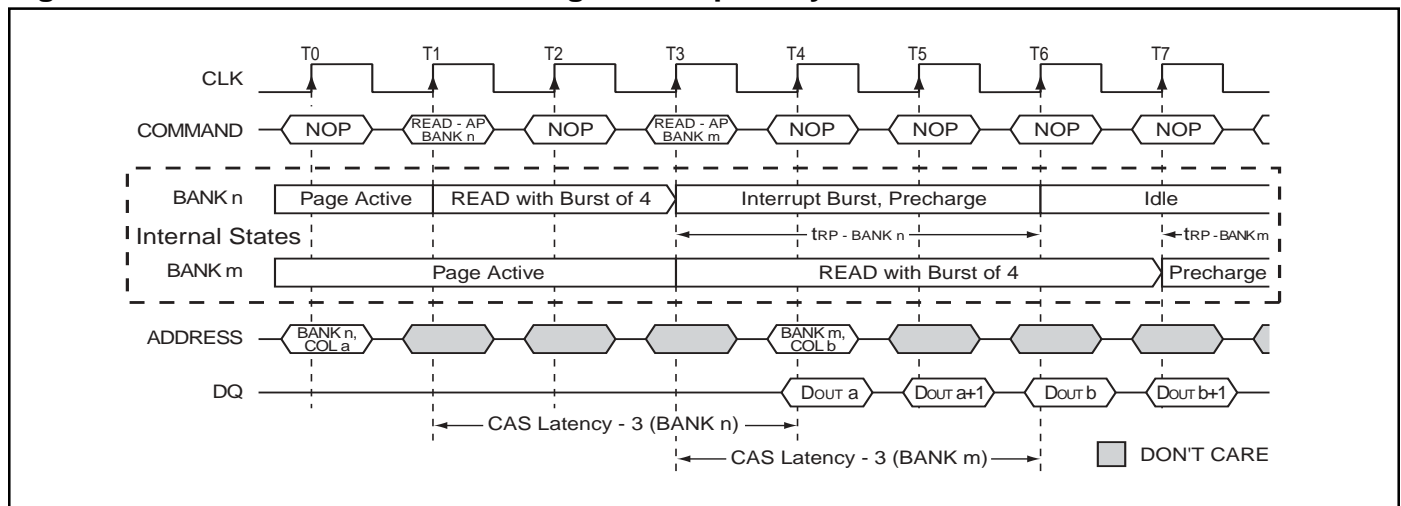 T0 T1 T2 T3 T4 T5 T6 T7
CLK
COMMAND NOP READ - AP BANK n NOP READ - AP BANK m NOP NOP NOP NOP
BANK n Page Active READ with Burst of 4 Interrupt Burst, Precharge Idle
Internal States tRP - BANK n tRP - BANK m
BANK m Page Active READ with Burst of 4 Precharge
ADDRESS BANK n, COL a BANK m, COL b
DQ DOUT a DOUT a+1 DOUT b DOUT b+1
CAS Latency - 3 (BANK n)
CAS Latency - 3 (BANK m) DON'T CARE